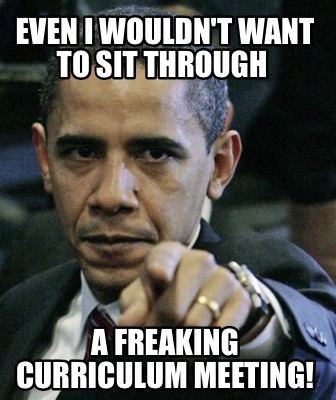 EVEN I WOULDN'T WANT
TO SIT THROUGH
A FREAKING
CURRICULUM MEETING!